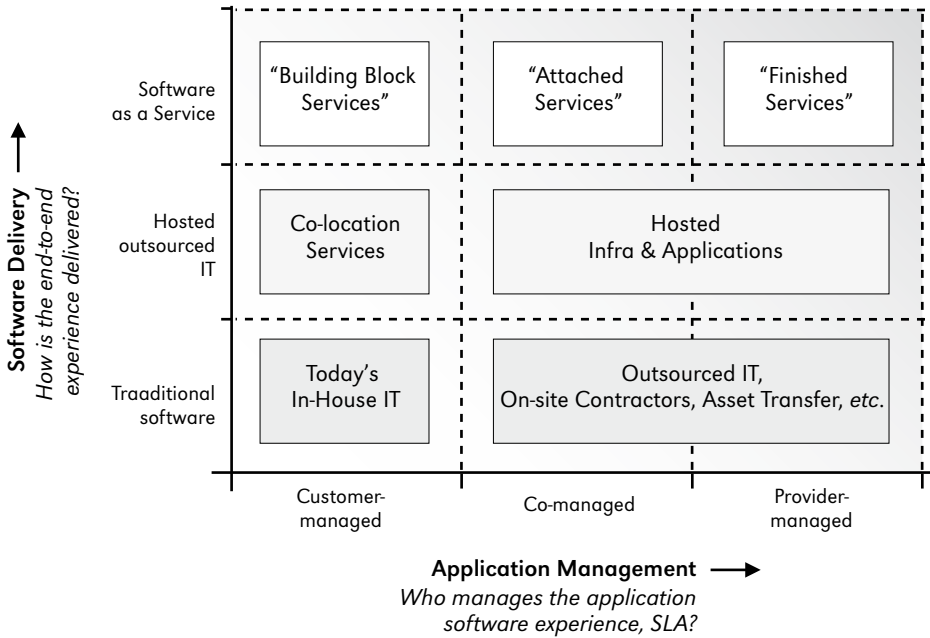 Software Delivery
How is the end-to-end
experience delivered?
Software
as a Service
“Building Block
Services”
“Attached
Services”
“Finished
Services”
Hosted
outsourced
IT
Co-location
Services
Hosted
Infra & Applications
Traaditional
software
Today’s
In-House IT
Outsourced IT,
On-site Contractors, Asset Transfer, etc.
Customer-
managed
Co-managed
Provider-
managed
Application Management
Who manages the application
software experience, SLA?